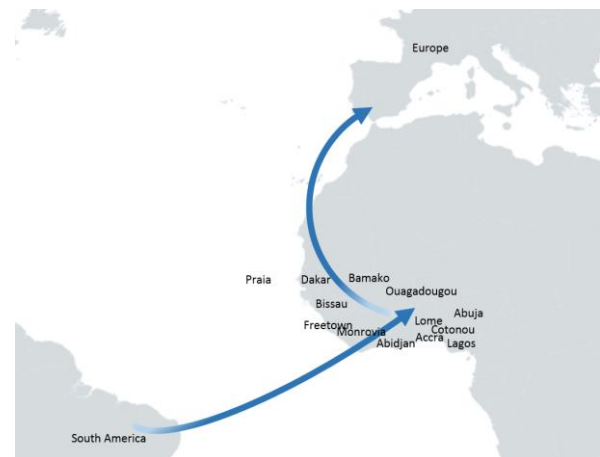 Europe
Praia
Dakar
Bamako
Ouagadougou
Bissau
Abuja
Freetown
Monrovia
Lome
Cotonou
Accra
Abidjan
Lagos
South America